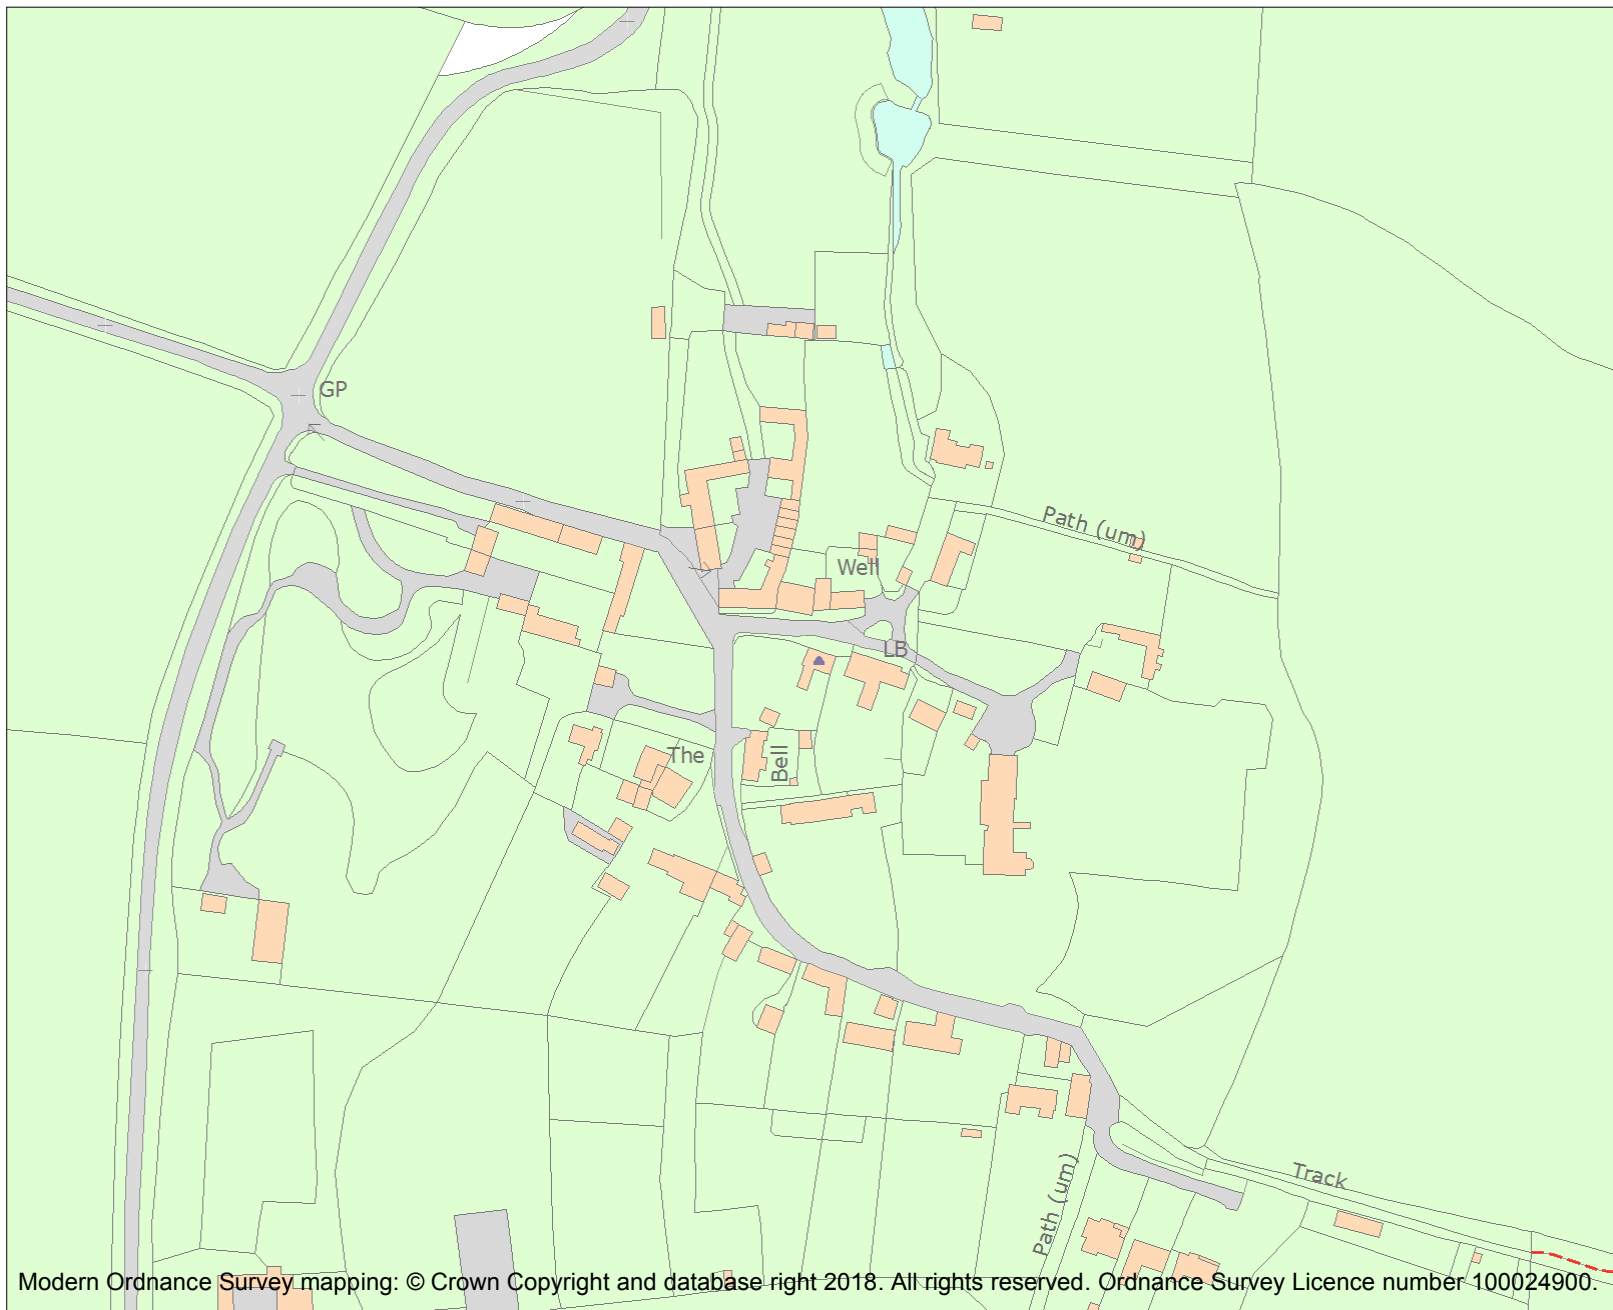 GP
Path (um)
Well
LB
The
Bell
Track
Path (um)
Modern Ordnance Survey mapping: © Crown Copyright and database right 2018. All rights reserved. Ordnance Survey Licence number 100024900.